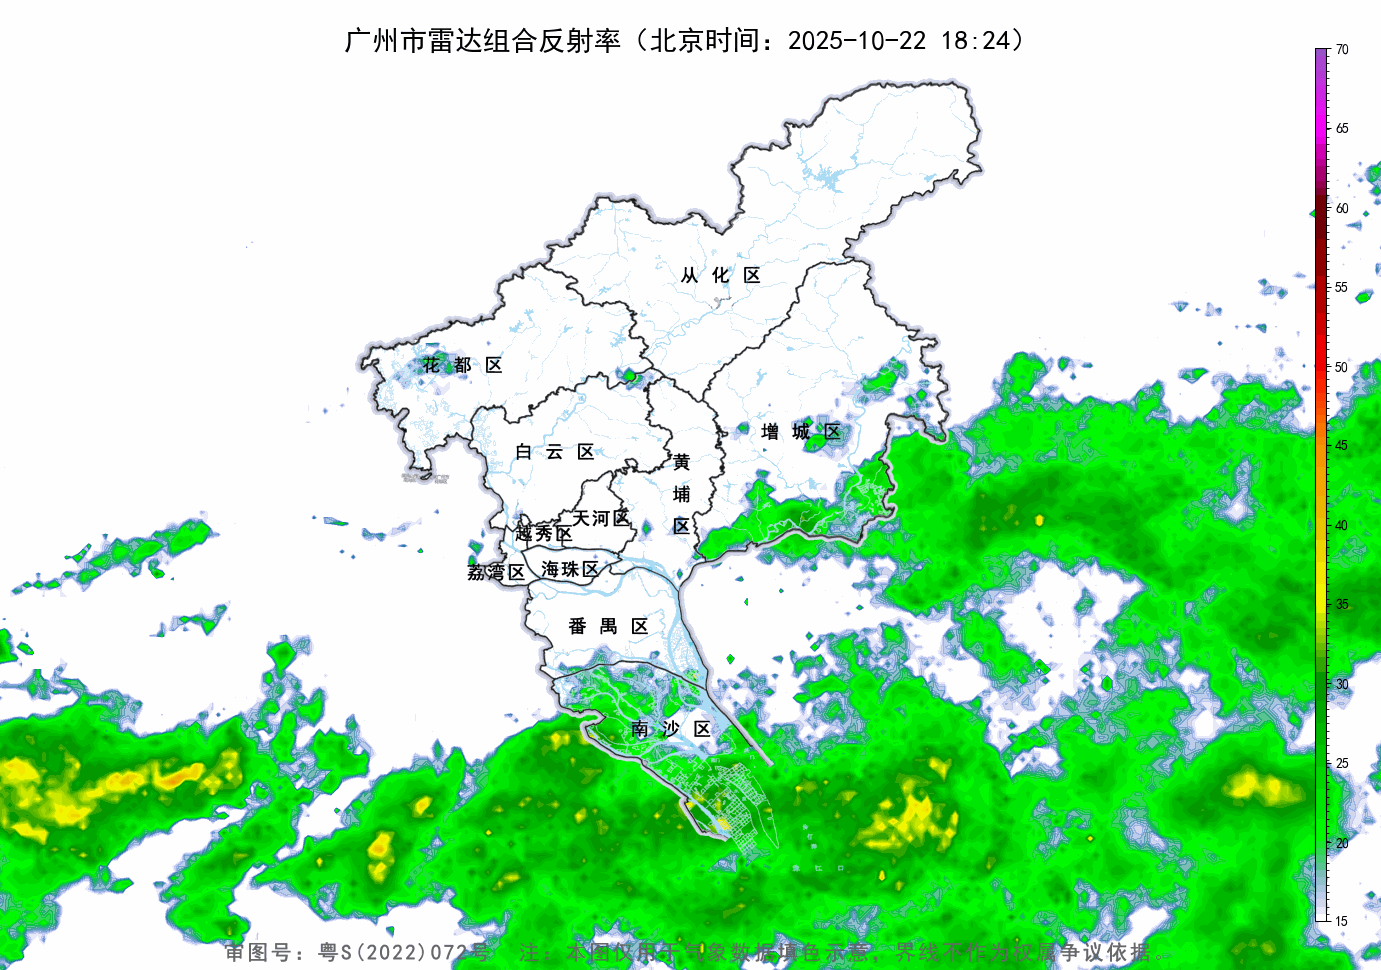 广州市雷达组合反射率（北京时间：2025-10-22 18:24）
70
65
60
55
50
45
40
35
30
25
20
15
从化区
花都区
增城区
白云区
黄埔区
天河区
越秀区
荔湾区
海珠区
番禺区
南沙区
审图号：粤S(2022)072号 注：本图仅用于气象数据填色示意，界线不作为权属争议依据。